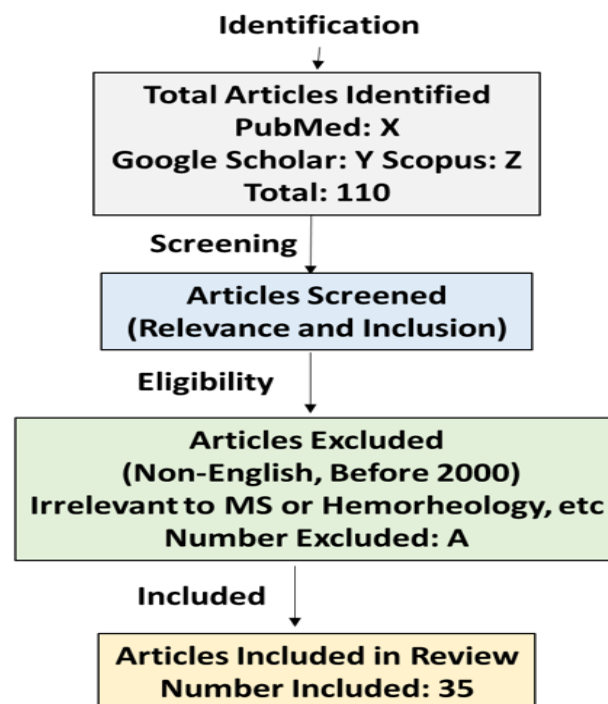 Identification
Total Articles Identified
PubMed: X
Google Scholar: Y Scopus: Z
Total: 110
Screening
Articles Screened
(Relevance and Inclusion)
Eligibility
Articles Excluded
(Non-English, Before 2000)
Irrelevant to MS or Hemorheology, etc
Number Excluded: A
Included
Articles Included in Review
Number Included: 35